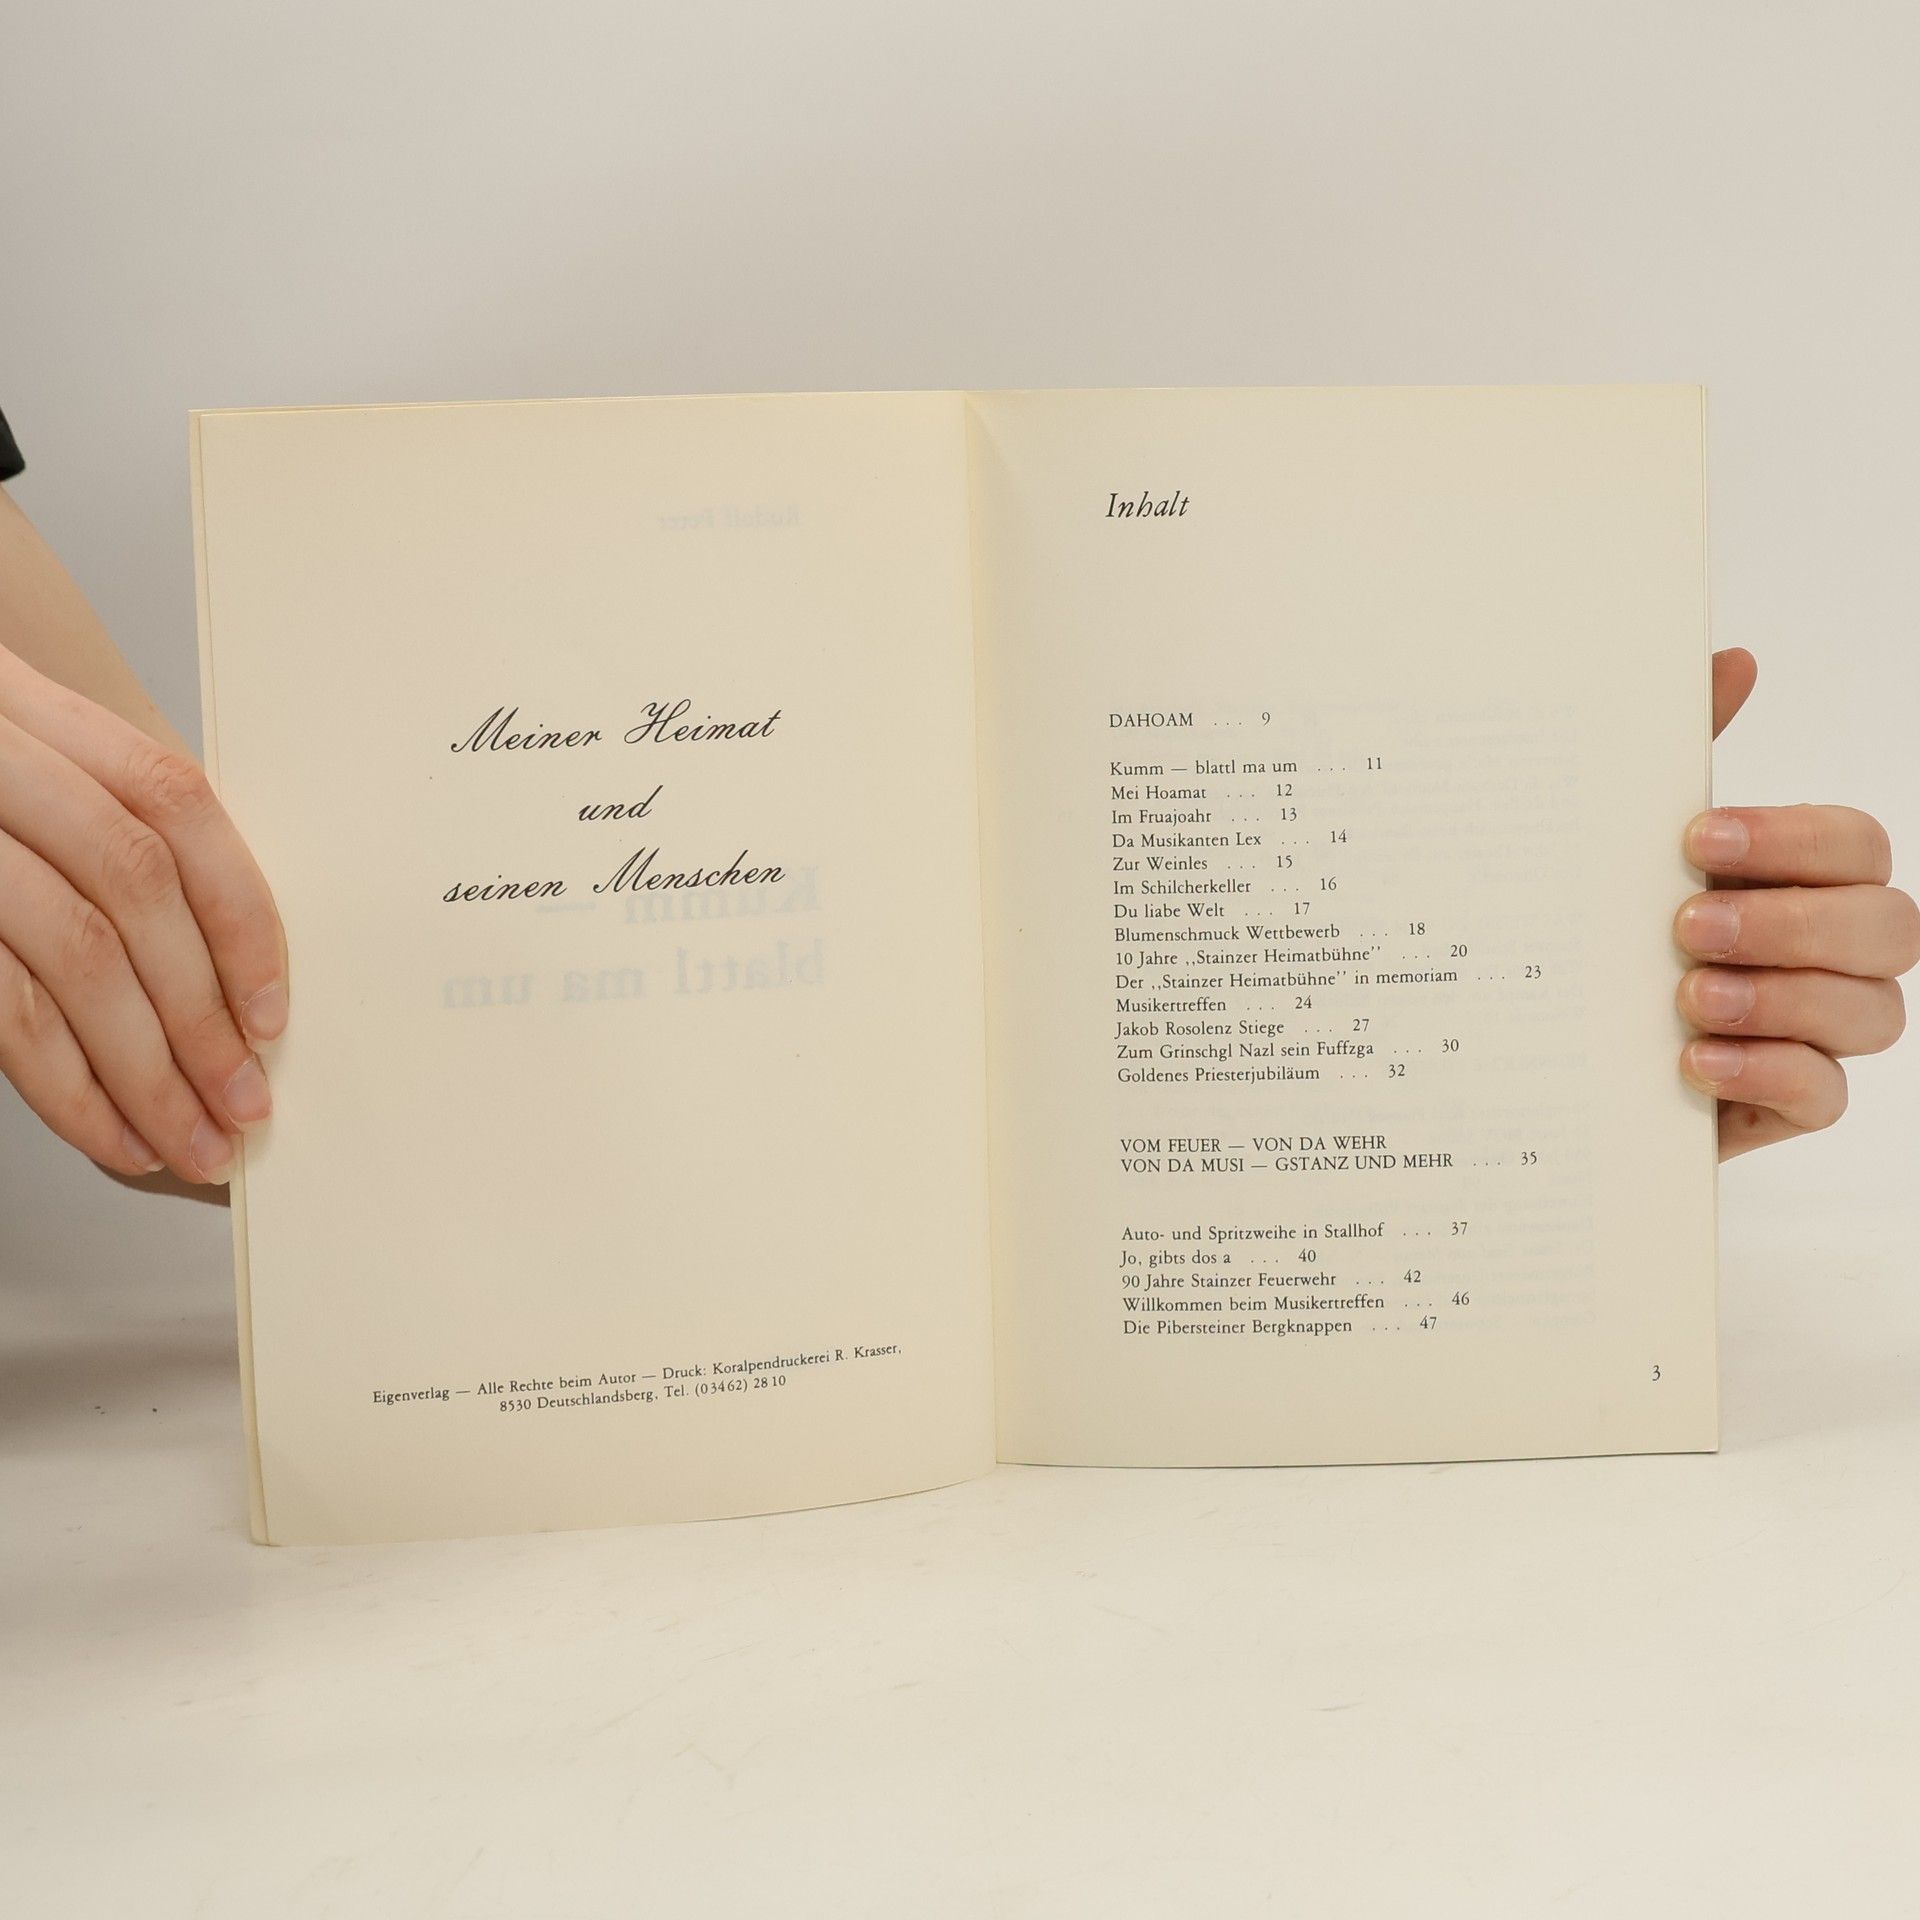 Meiner Heimat
und
seinen Menschen
Eigenverlag — Alle Rechte beim Autor — Druck: Koralpendruckerei R. Krasser,
8530 Deutschlandsberg, Tel. (03462) 28 10
Inhalt
DAHOAM . . . 9
Kumm — blattl ma um . . . 11
Mei Hoamat . . . 12
Im Fruajoahr . . . 13
Da Musikanten Lex . . . 14
Zur Weinles . . . 15
Im Schilcherkeller . . . 16
Du liabe Welt . . . 17
Blumenschmuck Wettbewerb . . . 18
10 Jahre ,,Stainzer Heimatbühne’’ . . . 20
Der ,,Stainzer Heimatbühne’’ in memoriam . . . 23
Musikertreffen . . . 24
Jakob Rosolenz Stiege . . . 27
Zum Grinschgl Nazl sein Fuffzga . . . 30
Goldenes Priesterjubiläum . . . 32
VOM FEUER — VON DA WEHR
VON DA MUSI — GSTANZ UND MEHR . . . 35
Auto- und Spritzweihe in Stallhof . . . 37
Jo, gibts dos a . . . 40
90 Jahre Stainzer Feuerwehr . . . 42
Willkommen beim Musikertreffen . . . 46
Die Pibersteiner Bergknappen . . . 47
3